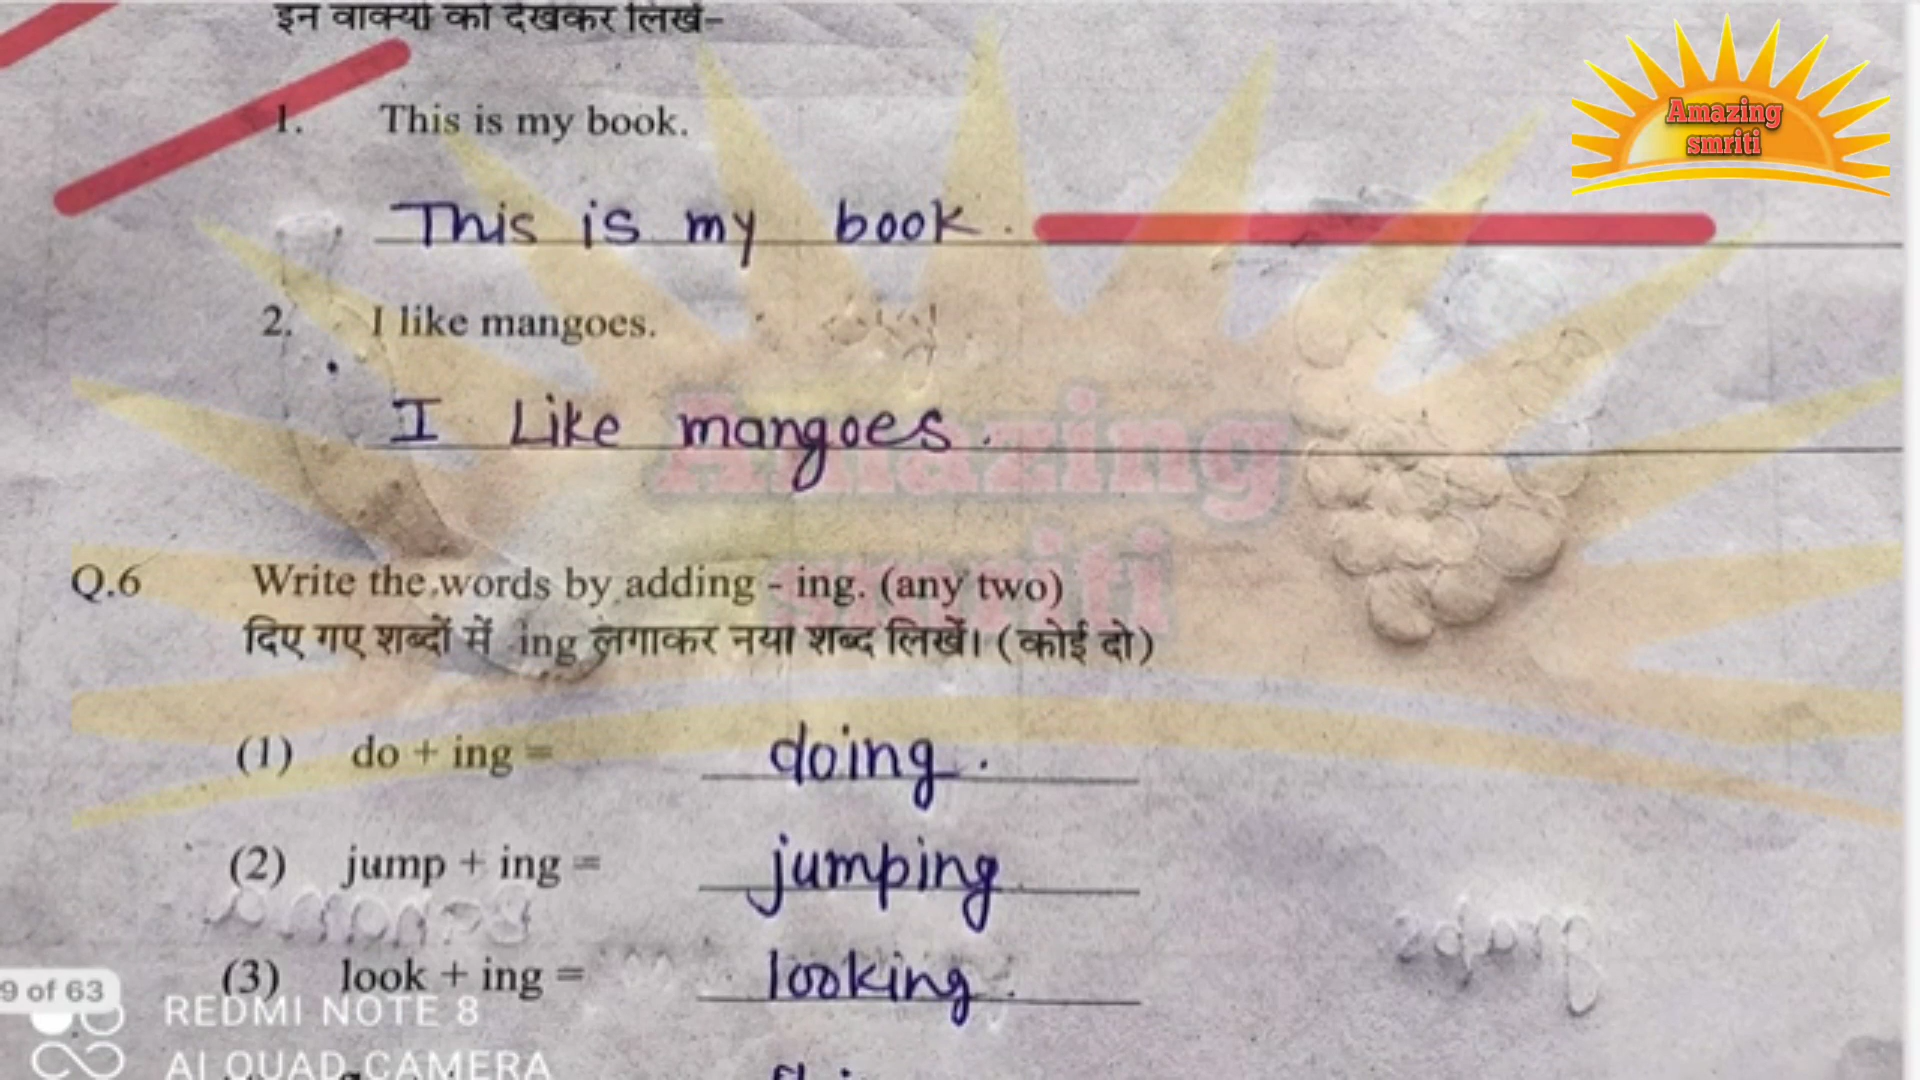 इन वाक्यों को देखकर लिखें–
Amazing
smriti
1. This is my book.
This is my book.
2. I like mangoes.
I Like mangoes.
Amazing
smriti
Q.6 Write the words by adding - ing. (any two)
दिए गए शब्दों में ing लगाकर नया शब्द लिखें। (कोई दो)
(1) do + ing = doing.
(2) jump + ing = jumping
(3) look + ing = looking.
9 of 63
REDMI NOTE 8
AI QUAD CAMERA